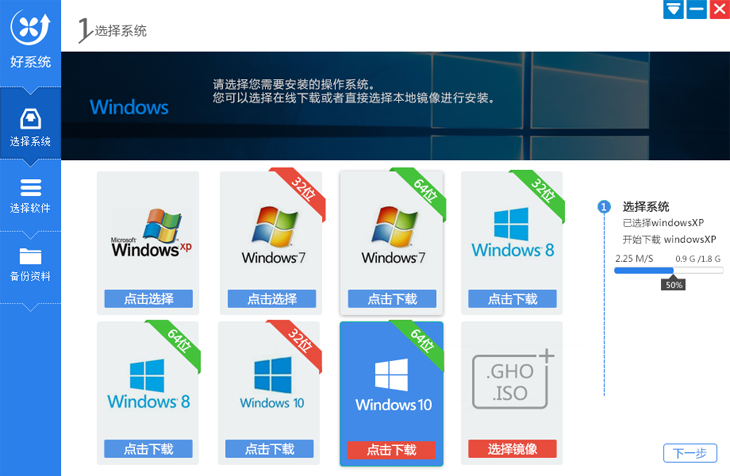 1选择系统
好系统
选择系统
选择软件
备份资料
Windows
请选择您需要安装的操作系统。
您可以选择在线下载或者直接选择本地镜像进行安装。
Microsoft
Windows xp
点击选择
32位
Windows 7
点击选择
64位
Windows 7
点击下载
32位
Windows 8
点击下载
64位
Windows 8
点击下载
32位
Windows 10
点击下载
64位
Windows 10
点击下载
.GHO
.ISO
选择镜像
1 选择系统
已选择windowsXP
开始下载 windowsXP
2.25 M/S 0.9 G /1.8 G
50%
下一步